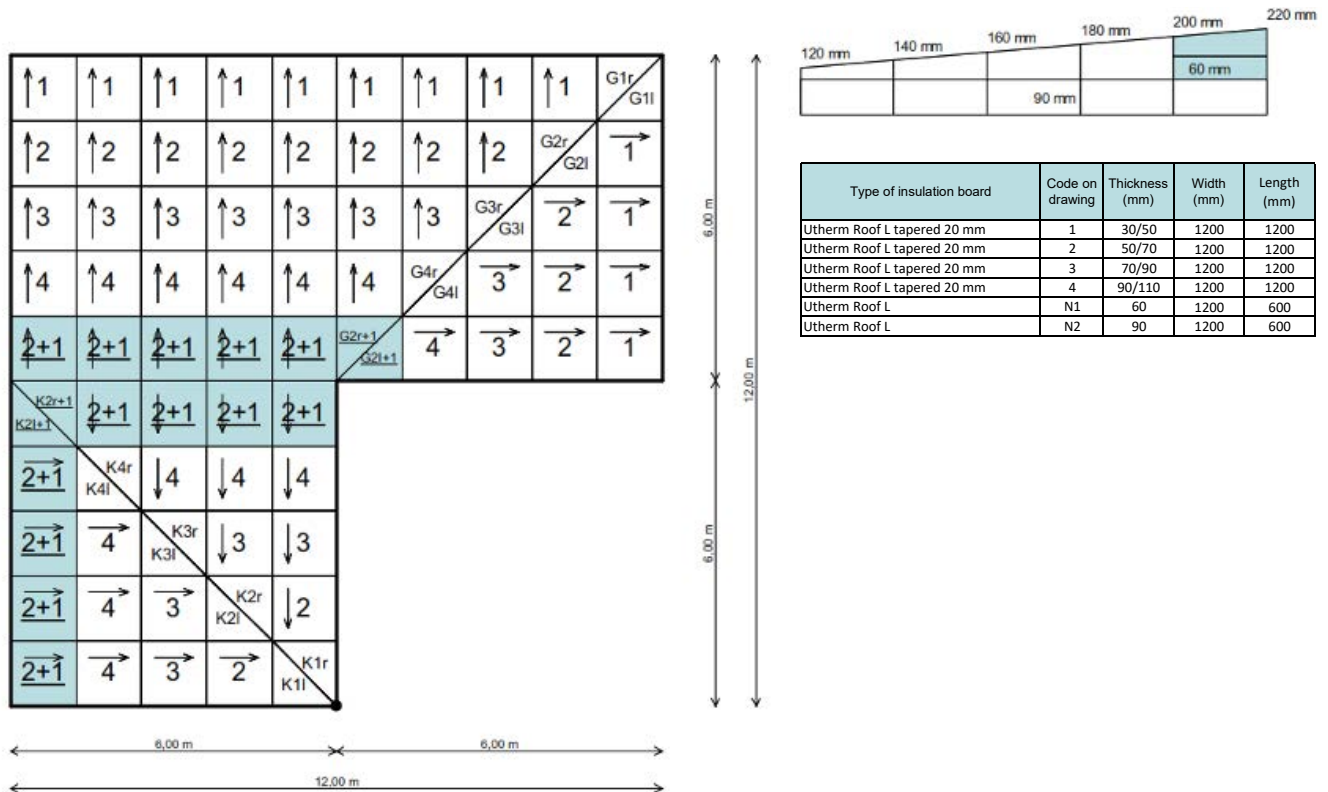 120 mm 140 mm 160 mm 180 mm 200 mm 220 mm
60 mm
90 mm
1 1 1 1 1 1 1 1 1 G1r G1l
2 2 2 2 2 2 2 2 G2r G2l 1
3 3 3 3 3 3 3 G3r G3l 2 1
4 4 4 4 4 4 G4r G4l 3 2 1
2+1 2+1 2+1 2+1 2+1 G2r+1 G2l+1 4 3 2 1
K2r+1 K2l+1 2+1 2+1 2+1 2+1
2+1 K4r K4l 4 4 4
2+1 4 K3r K3l 3 3
2+1 4 3 K2r K2l 2
2+1 4 3 2 K1r K1l
6,00 m
6,00 m
12,00 m
6,00 m 6,00 m
12,00 m
Type of insulation board Code on drawing Thickness (mm) Width (mm) Length (mm)
Utherm Roof L tapered 20 mm 1 30/50 1200 1200
Utherm Roof L tapered 20 mm 2 50/70 1200 1200
Utherm Roof L tapered 20 mm 3 70/90 1200 1200
Utherm Roof L tapered 20 mm 4 90/110 1200 1200
Utherm Roof L N1 60 1200 600
Utherm Roof L N2 90 1200 600